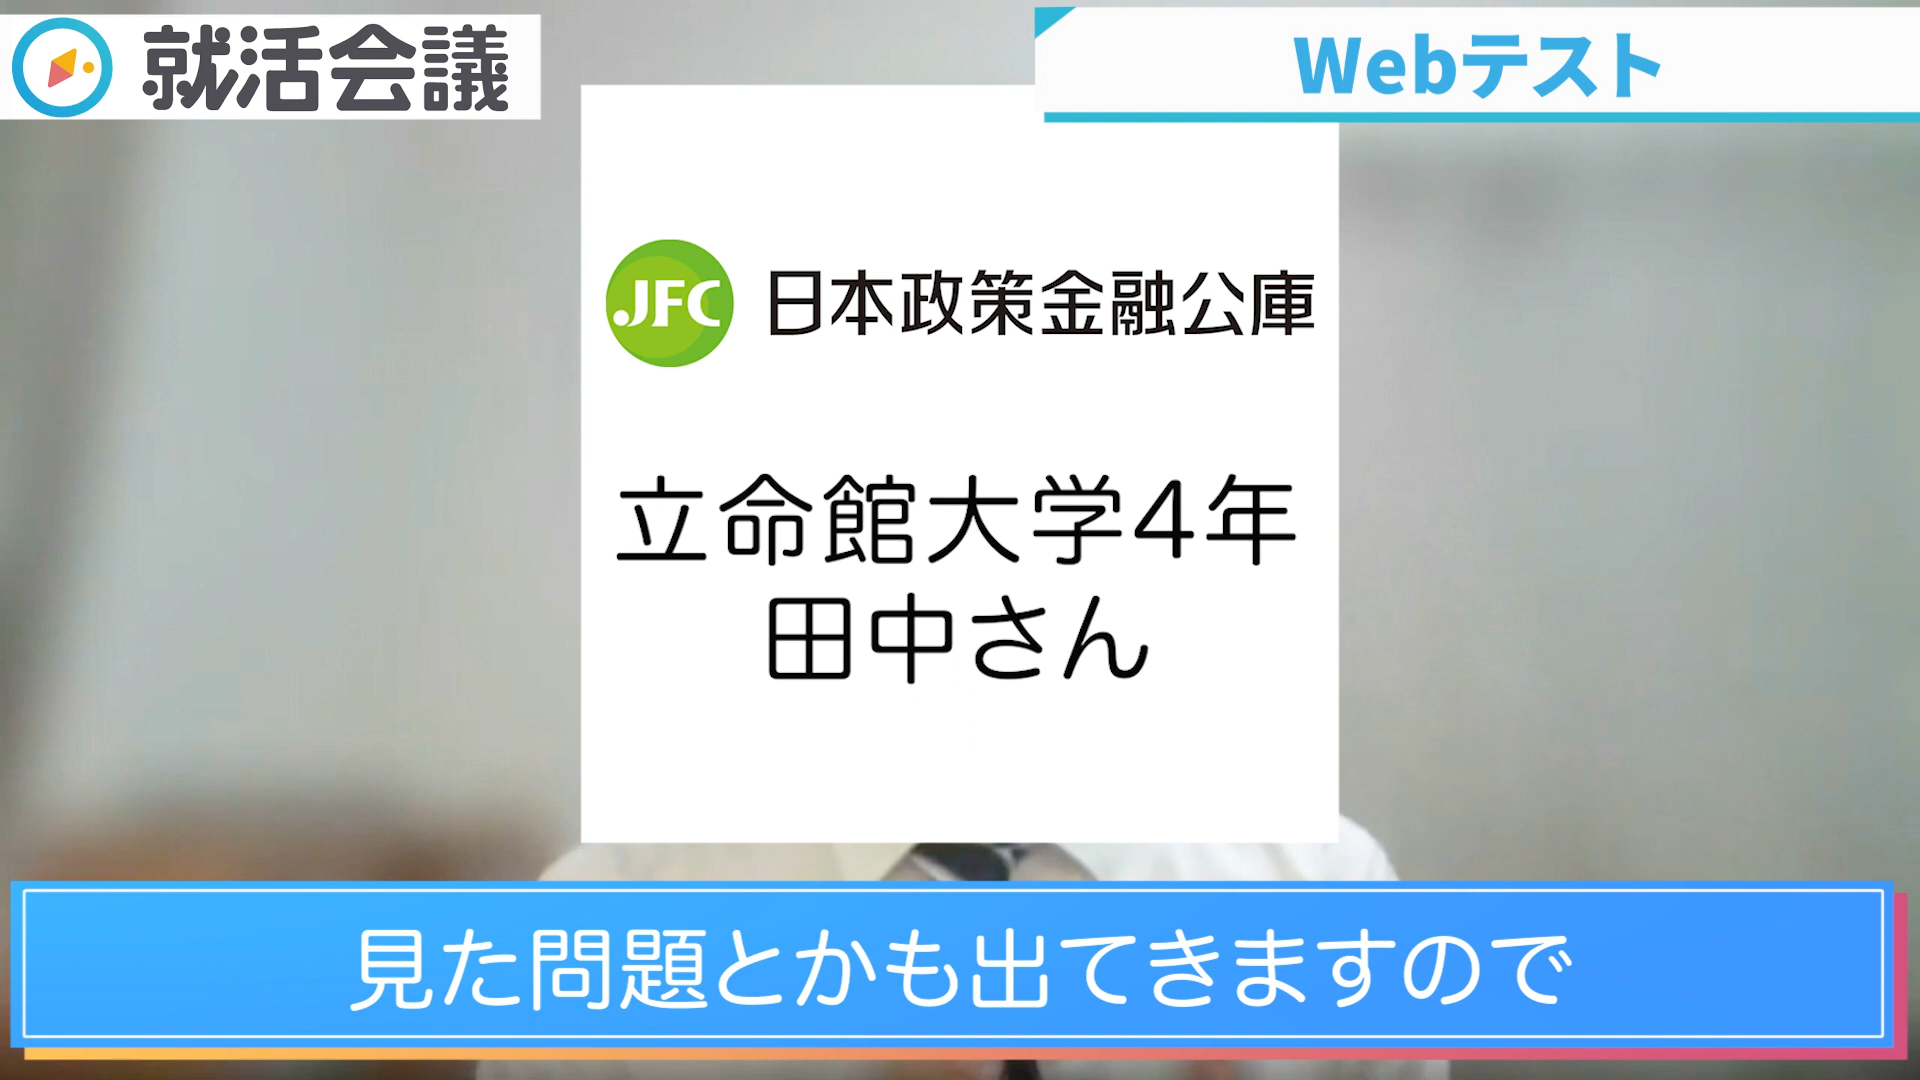 就活会議
Webテスト
JFC 日本政策金融公庫
立命館大学4年
田中さん
見た問題とかも出てきますので